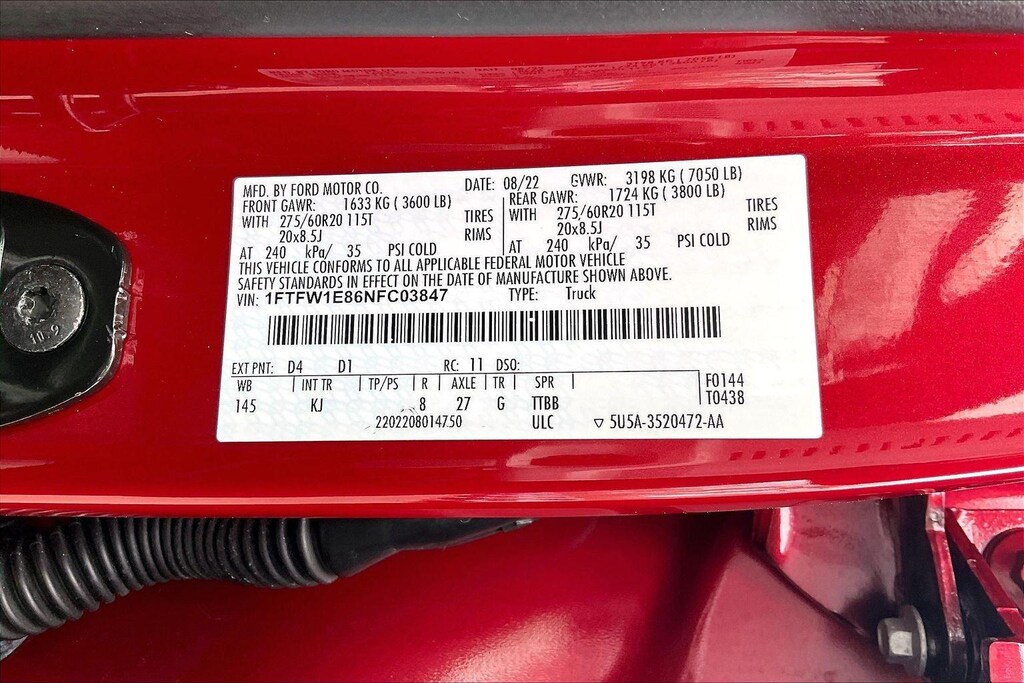 MFD. BY FORD MOTOR CO. DATE: 08/22 GVWR: 3198 KG ( 7050 LB)
FRONT GAWR: 1633 KG ( 3600 LB) REAR GAWR: 1724 KG ( 3800 LB)
WITH 275/60R20 115T TIRES WITH 275/60R20 115T TIRES
20x8.5J RIMS 20x8.5J RIMS
AT 240 kPa/ 35 PSI COLD AT 240 kPa/ 35 PSI COLD
THIS VEHICLE CONFORMS TO ALL APPLICABLE FEDERAL MOTOR VEHICLE
SAFETY STANDARDS IN EFFECT ON THE DATE OF MANUFACTURE SHOWN ABOVE.
VIN: 1FTFW1E86NFC03847 TYPE: Truck
EXT PNT: D4 D1 RC: 11 DSO:
WB INT TR TP/PS R AXLE TR SPR F0144
145 KJ 8 27 G TTBB T0438
2202208014750 ULC ▽ 5U5A-3520472-AA
10.9